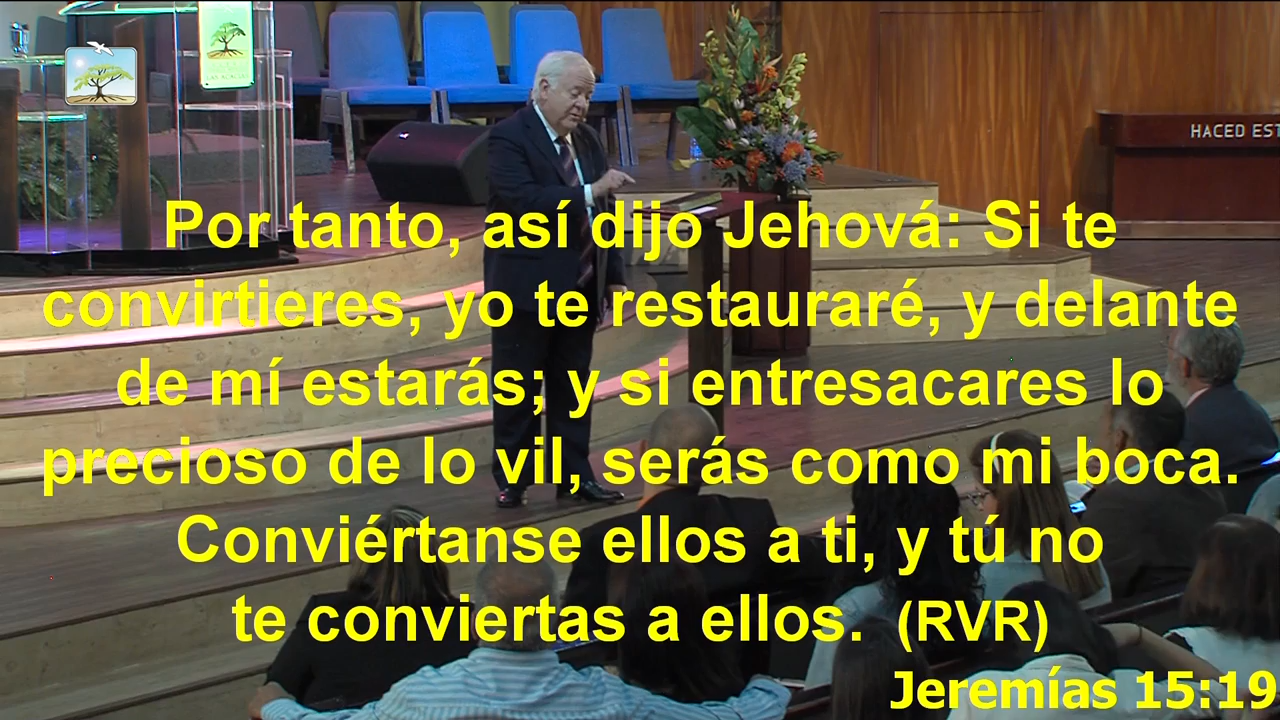 LAS ACACIAS
HACED EST
Por tanto, así dijo Jehová: Si te
convirtieres, yo te restauraré, y delante
de mí estarás; y si entresacares lo
precioso de lo vil, serás como mi boca.
Conviértanse ellos a ti, y tú no
te conviertas a ellos. (RVR)
Jeremías 15:19